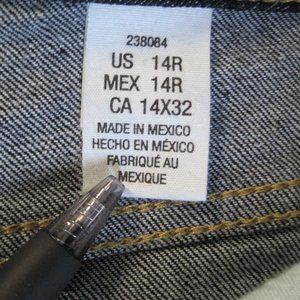 238084
US 14R
MEX 14R
CA 14X32
MADE IN MEXICO
HECHO EN MÉXICO
FABRIQUÉ AU
MEXIQUE